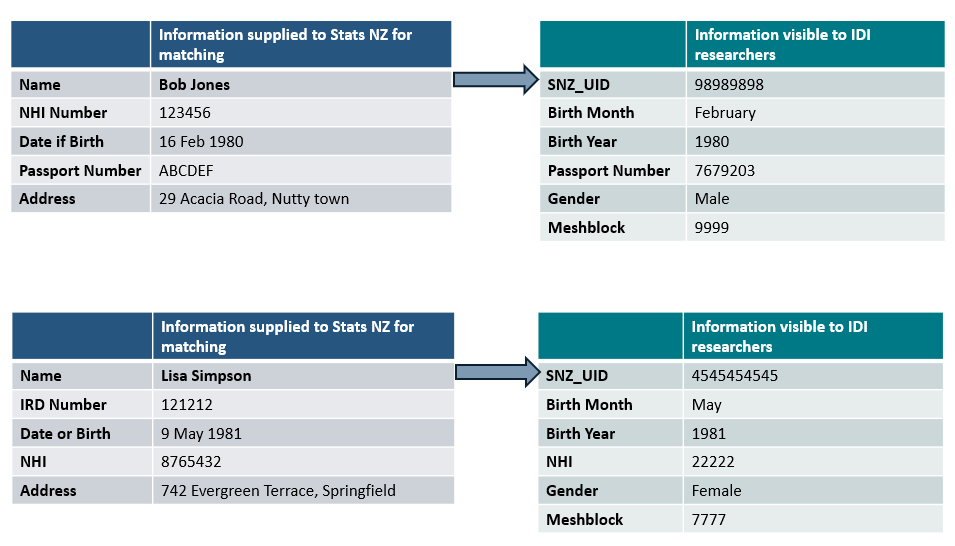 Information supplied to Stats NZ for
matching
Name Bob Jones
NHI Number 123456
Date if Birth 16 Feb 1980
Passport Number ABCDEF
Address 29 Acacia Road, Nutty town
Information visible to IDI
researchers
SNZ_UID 98989898
Birth Month February
Birth Year 1980
Passport Number 7679203
Gender Male
Meshblock 9999
Information supplied to Stats NZ for
matching
Name Lisa Simpson
IRD Number 121212
Date or Birth 9 May 1981
NHI 8765432
Address 742 Evergreen Terrace, Springfield
Information visible to IDI
researchers
SNZ_UID 4545454545
Birth Month May
Birth Year 1981
NHI 22222
Gender Female
Meshblock 7777